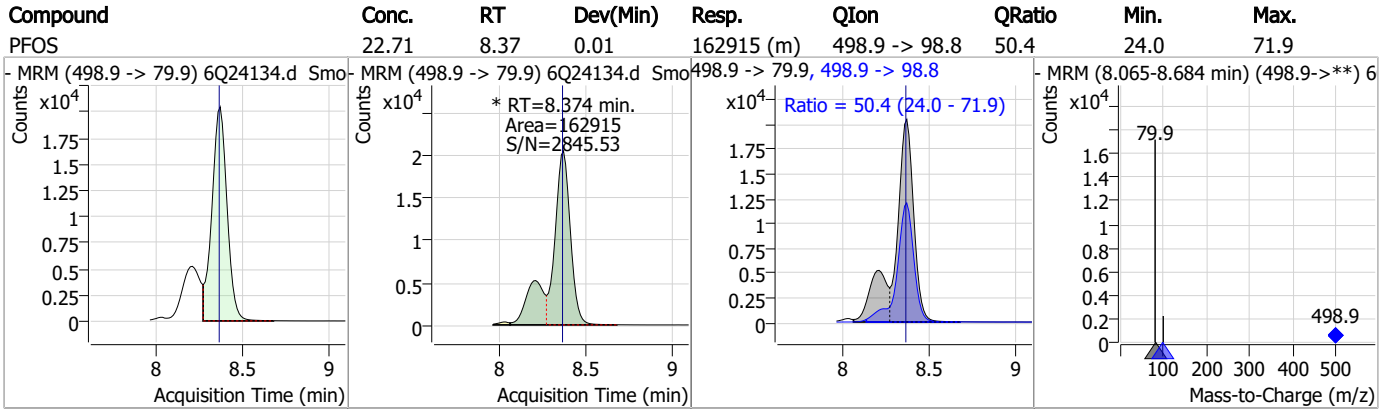 Compound Conc. RT Dev(Min) Resp. QIon QRatio Min. Max.
PFOS 22.71 8.37 0.01 162915 (m) 498.9 -> 98.8 50.4 24.0 71.9
- MRM (498.9 -> 79.9) 6Q24134.d Smo
Counts
x10⁴
1.75
1.5
1.25
1
0.75
0.5
0.25
0
8 8.5 9
Acquisition Time (min)
- MRM (498.9 -> 79.9) 6Q24134.d Smo
Counts
x10⁴
* RT=8.374 min.
Area=162915
S/N=2845.53
2
1.5
1
0.5
0
8 8.5 9
Acquisition Time (min)
498.9 -> 79.9, 498.9 -> 98.8
x10⁴
Ratio = 50.4 (24.0 - 71.9)
1.75
1.5
1.25
1
0.75
0.5
0.25
0
8 8.5 9
Acquisition Time (min)
- MRM (8.065-8.684 min) (498.9->**) 6
Counts
x10⁴
79.9
1.6
1.4
1.2
1
0.8
0.6
0.4
0.2
0
498.9
100 200 300 400 500
Mass-to-Charge (m/z)